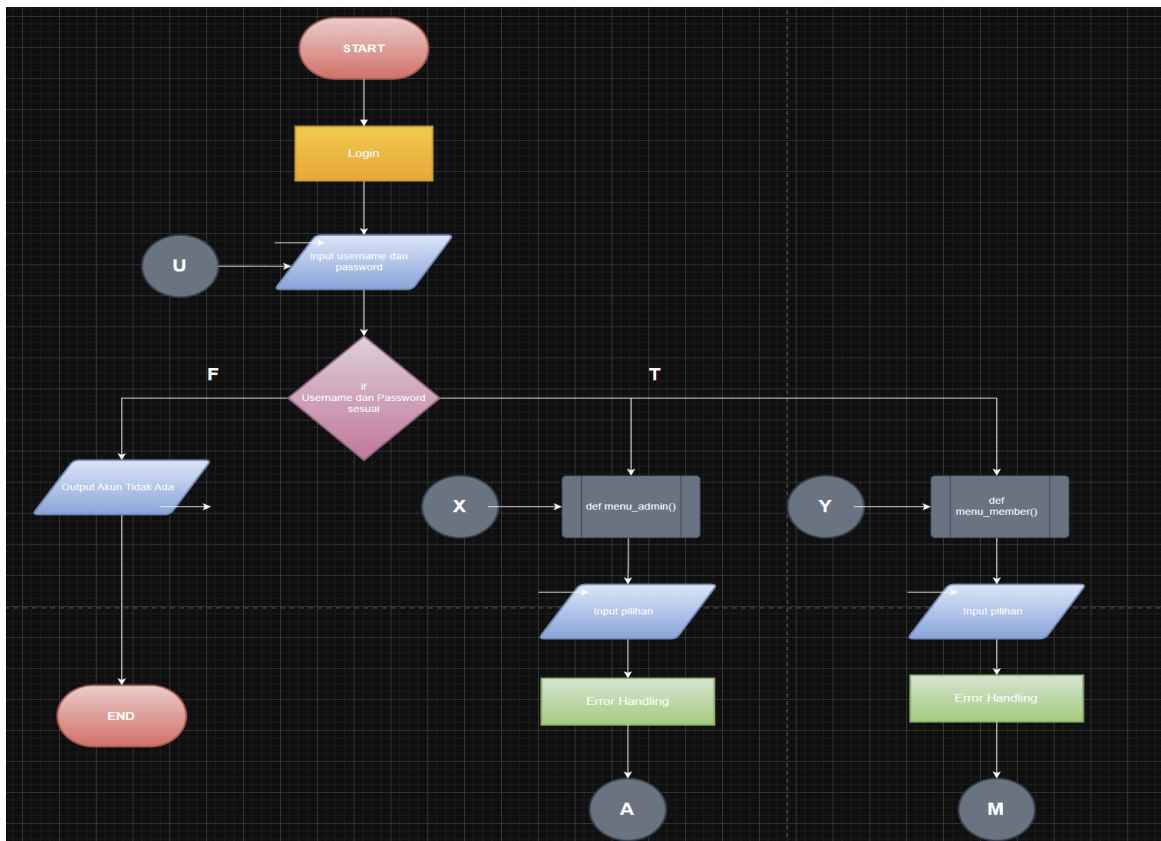 START
Login
U
input username dan
password
F
T
if
Username dan Password
sesuai
Output Akun Tidak Ada
X
def menu_admin()
Y
def
menu_member()
Input pilihan
Input pilihan
Error Handling
Error Handling
END
A
M